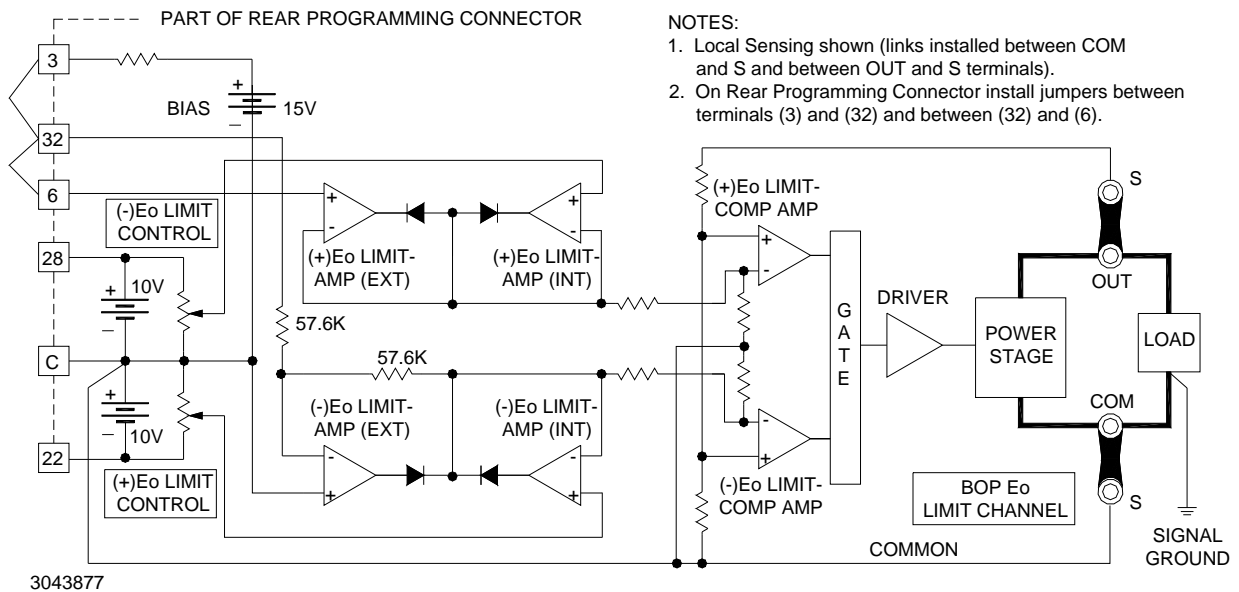 PART OF REAR PROGRAMMING CONNECTOR
NOTES:
1. Local Sensing shown (links installed between COM
and S and between OUT and S terminals).
2. On Rear Programming Connector install jumpers between
terminals (3) and (32) and between (32) and (6).
3
+
BIAS
15V
–
32
6
(-)Eo LIMIT
CONTROL
28
+
10V
–
C
+
–
10V
22
(+)Eo LIMIT
CONTROL
57.6K
57.6K
+
-
(+)Eo LIMIT-
AMP (EXT)
+
-
(+)Eo LIMIT-
AMP (INT)
(-)Eo LIMIT-
AMP (EXT)
-
+
(-)Eo LIMIT-
AMP (INT)
-
+
(+)Eo LIMIT-
COMP AMP
+
-
-
+
(-)Eo LIMIT-
COMP AMP
G
A
T
E
DRIVER
POWER
STAGE
S
OUT
LOAD
COM
S
BOP Eo
LIMIT CHANNEL
COMMON
SIGNAL
GROUND
3043877